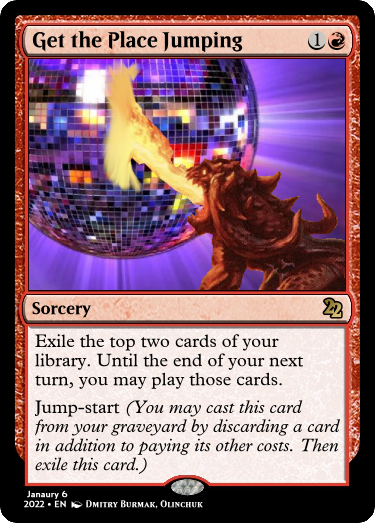 Get the Place Jumping 1
Sorcery 22
Exile the top two cards of your
library. Until the end of your next
turn, you may play those cards.
Jump-start (You may cast this card
from your graveyard by discarding a card
in addition to paying its other costs. Then
exile this card.)
Janaury 6
2022 • EN Dmitry Burmak, Olinchuk